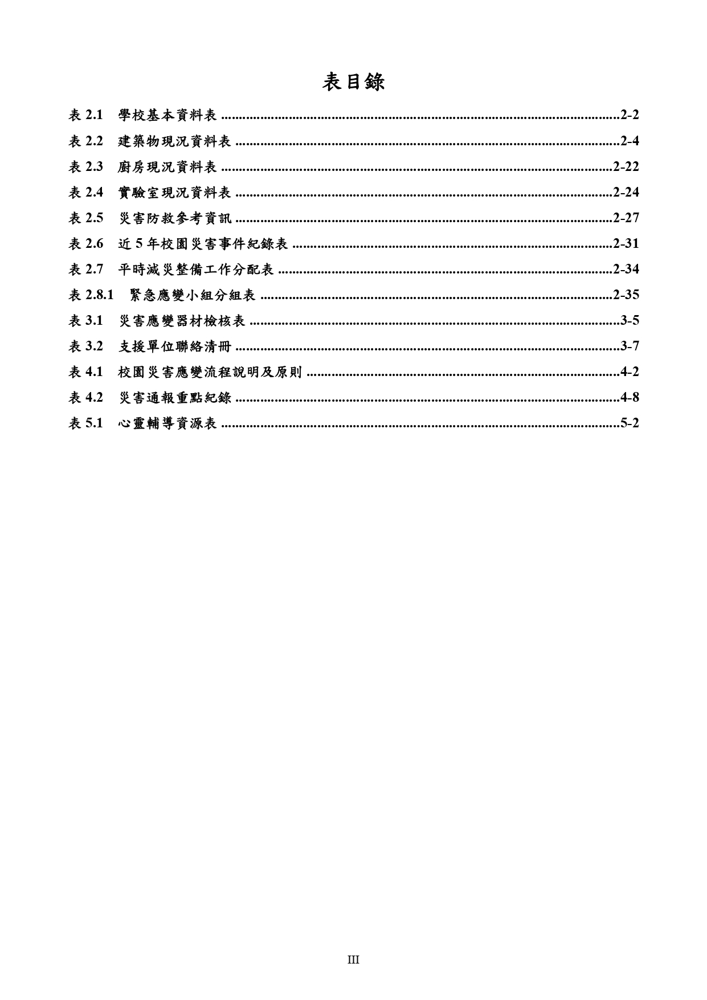 表目錄
表 2.1　學校基本資料表 ........................................................ 2-2
表 2.2　建築物現況資料表 ........................................................ 2-4
表 2.3　廚房現況資料表 ........................................................ 2-22
表 2.4　實驗室現況資料表 ........................................................ 2-24
表 2.5　災害防救參考資訊 ........................................................ 2-27
表 2.6　近 5 年校園災害事件紀錄表 ........................................................ 2-31
表 2.7　平時減災整備工作分配表 ........................................................ 2-34
表 2.8.1　緊急應變小組分組表 ........................................................ 2-35
表 3.1　災害應變器材檢核表 ........................................................ 3-5
表 3.2　支援單位聯絡清冊 ........................................................ 3-7
表 4.1　校園災害應變流程說明及原則 ........................................................ 4-2
表 4.2　災害通報重點紀錄 ........................................................ 4-8
表 5.1　心靈輔導資源表 ........................................................ 5-2
III